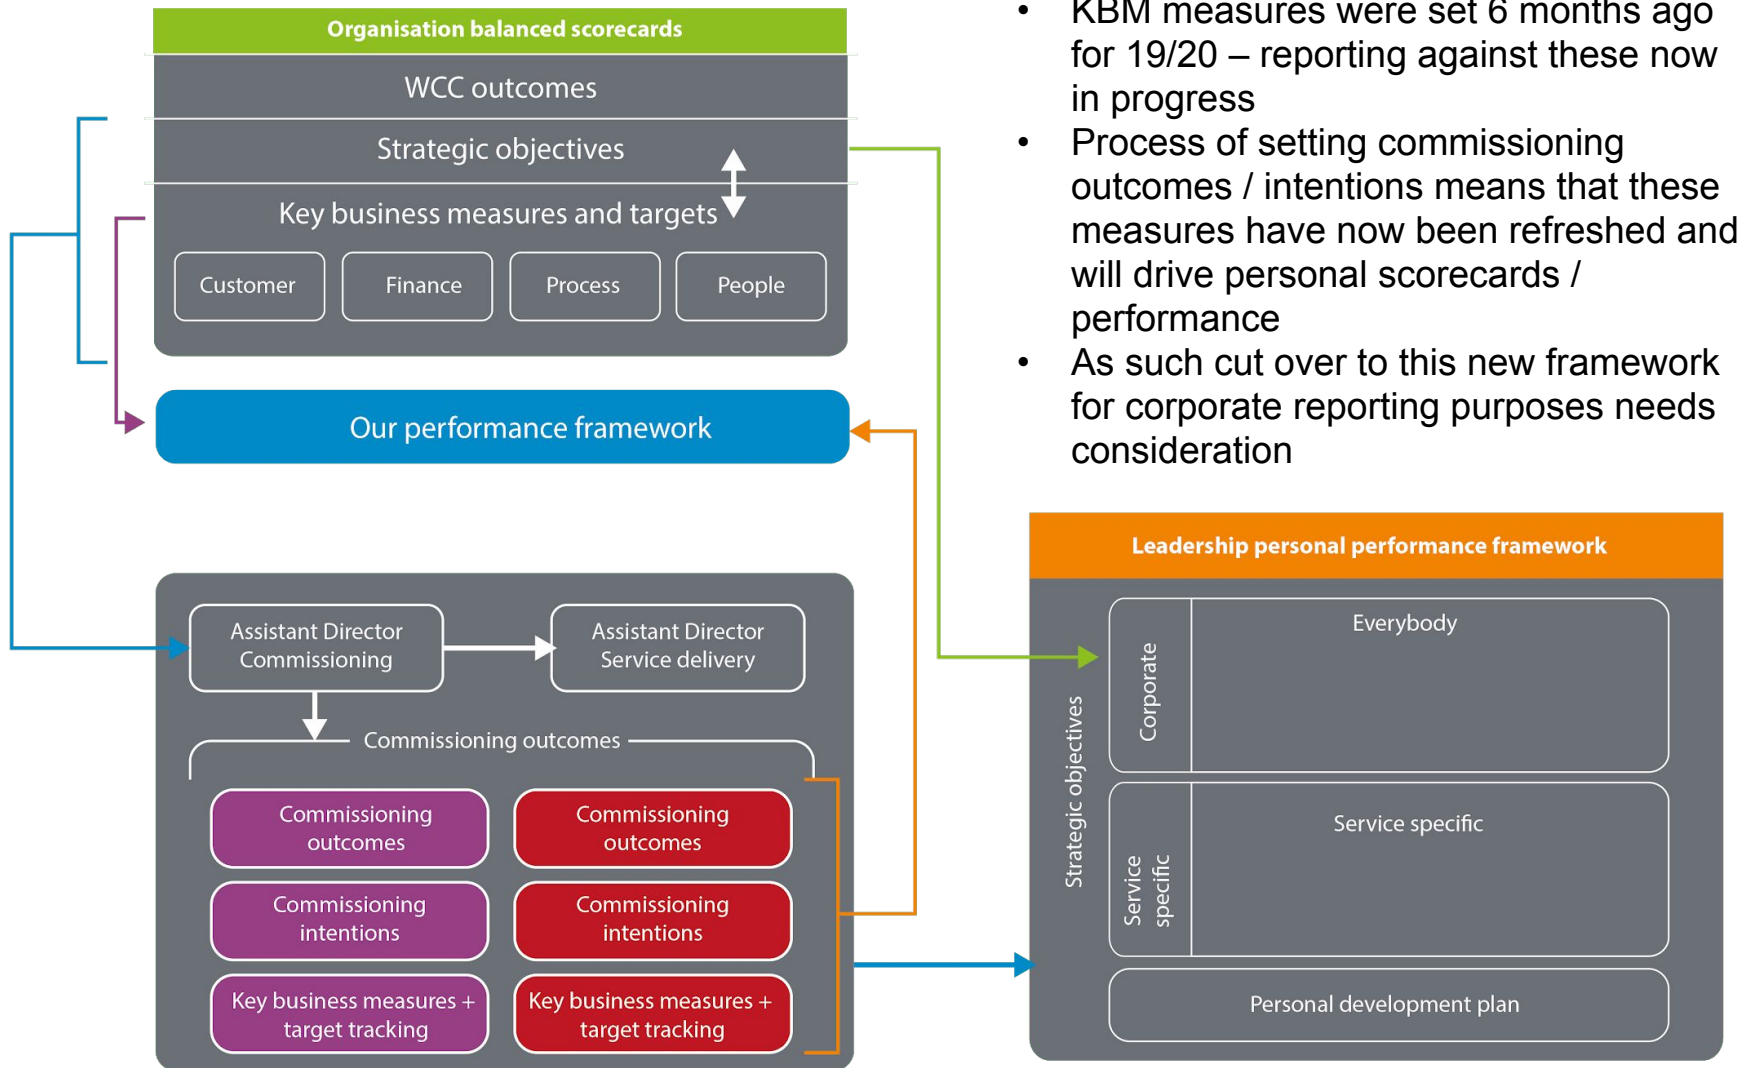 Organisation balanced scorecards
WCC outcomes
Strategic objectives
Key business measures and targets
Customer
Finance
Process
People
Our performance framework
• KBM measures were set 6 months ago
for 19/20 – reporting against these now
in progress
• Process of setting commissioning
outcomes / intentions means that these
measures have now been refreshed and
will drive personal scorecards /
performance
• As such cut over to this new framework
for corporate reporting purposes needs
consideration
Assistant Director
Commissioning
Assistant Director
Service delivery
Commissioning outcomes
Commissioning
outcomes
Commissioning
outcomes
Commissioning
intentions
Commissioning
intentions
Key business measures +
target tracking
Key business measures +
target tracking
Leadership personal performance framework
Strategic objectives
Corporate
Everybody
Service
specific
Service specific
Personal development plan